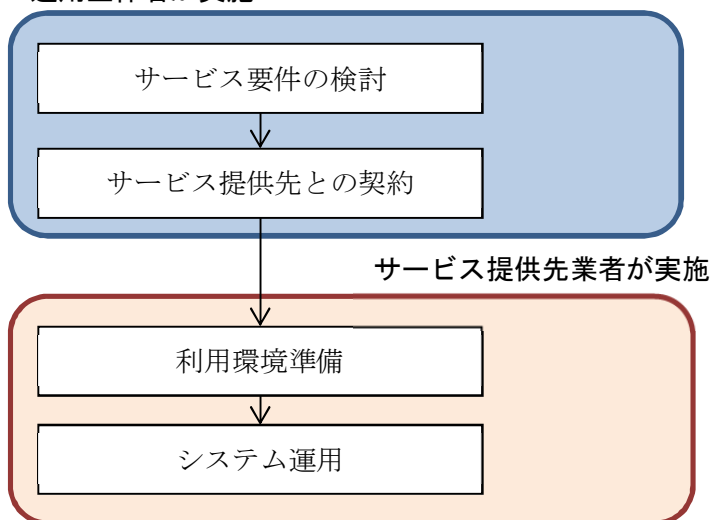 サービス要件の検討
サービス提供先との契約
サービス提供先業者が実施
利用環境準備
システム運用